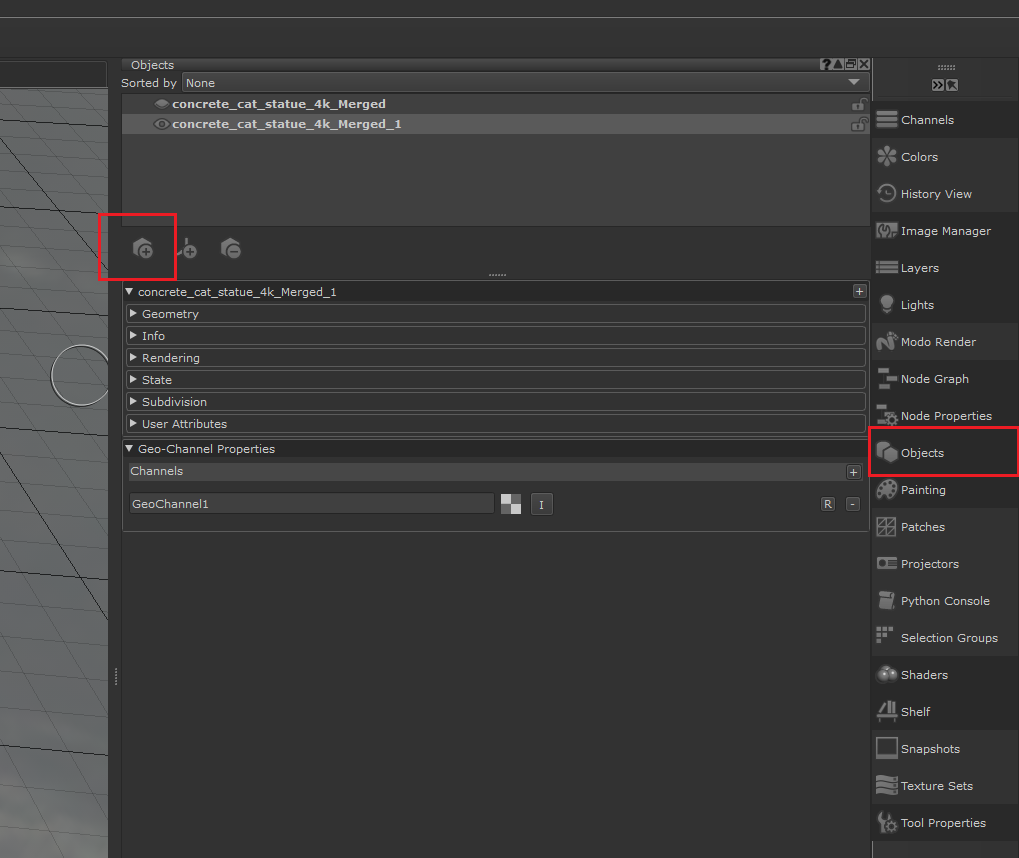 Objects
Sorted by None
concrete_cat_statue_4k_Merged
concrete_cat_statue_4k_Merged_1
concrete_cat_statue_4k_Merged_1
Geometry
Info
Rendering
State
Subdivision
User Attributes
Geo-Channel Properties
Channels
GeoChannel1 I R -
Channels
Colors
History View
Image Manager
Layers
Lights
Modo Render
Node Graph
Node Properties
Objects
Painting
Patches
Projectors
Python Console
Selection Groups
Shaders
Shelf
Snapshots
Texture Sets
Tool Properties